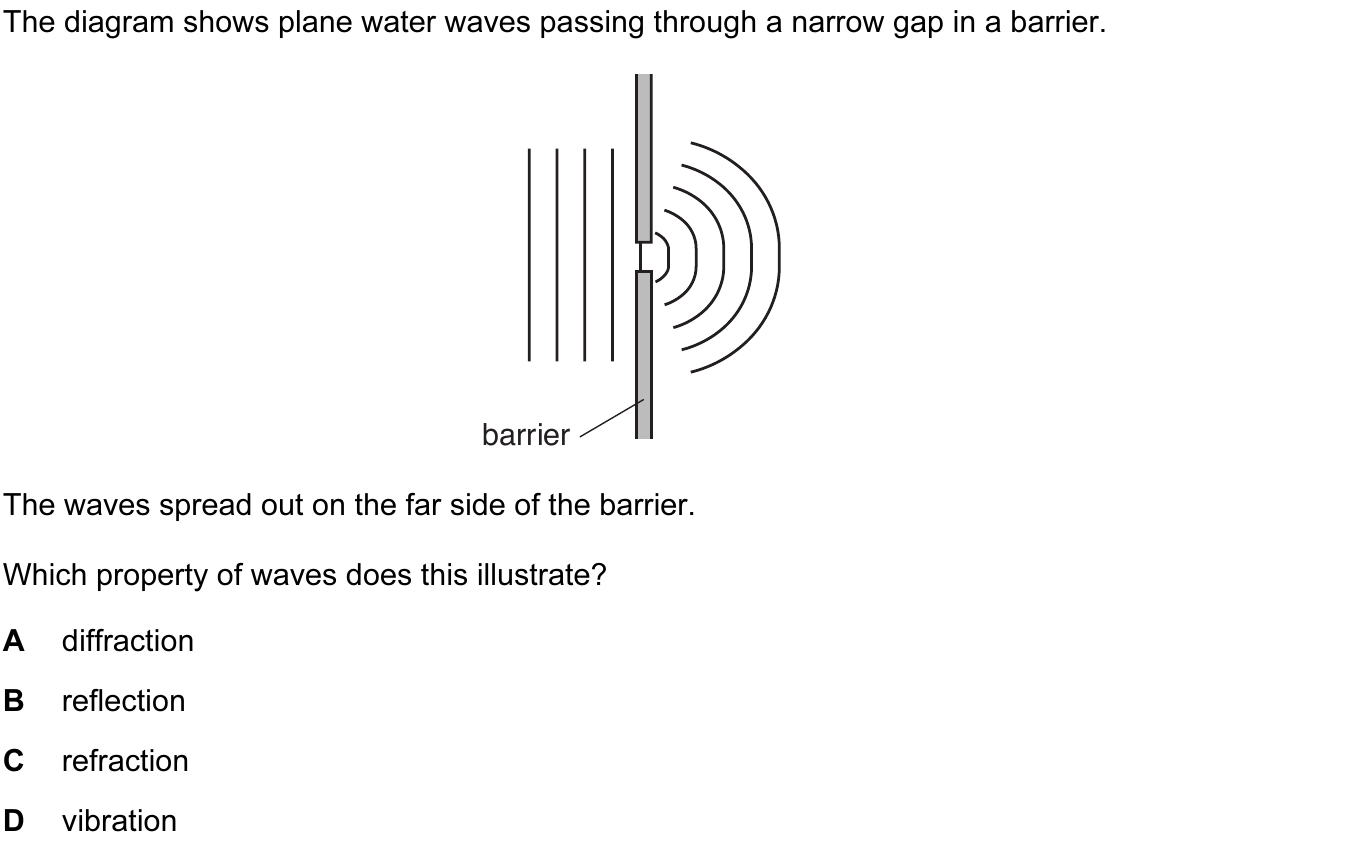 The diagram shows plane water waves passing through a narrow gap in a barrier.
barrier
The waves spread out on the far side of the barrier.
Which property of waves does this illustrate?
A diffraction
B reflection
C refraction
D vibration